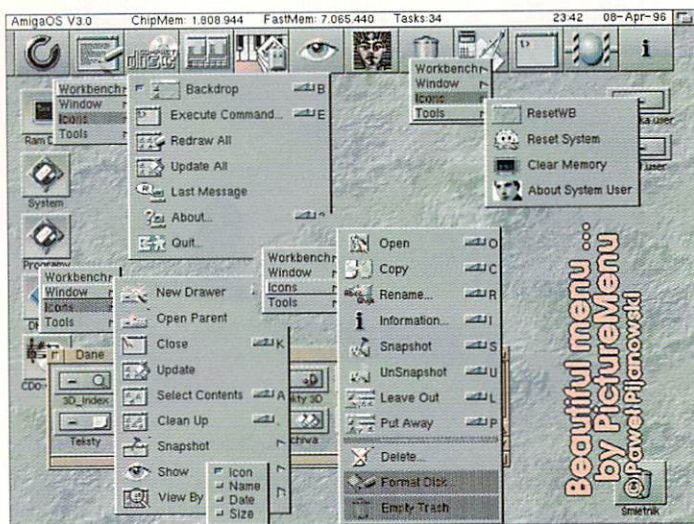 AmigaOS V3.0 ChipMem: 1.808.944 FastMem: 7.065.440 Tasks:34 23:42 08-Apr-96
Workbench
Window
Icons
Tools
Backdrop B
Execute Command... E
Redraw All
Update All
Last Message
About... ?
Quit...
Workbench
Window
Icons
Tools
ResetWB
Reset System
Clear Memory
About System User
Ram
System
Programy
Workbench
Window
Icons
Tools
New Drawer
Open Parent
Close K
Update
Select Contents A
Clean Up .
Snapshot
Show
View By
Icon
Name
Date
Size
Workbench
Window
Icons
Tools
Open O
Copy C
Rename... R
Information... I
Snapshot S
UnSnapshot U
Leave Out L
Put Away P
Delete...
Format Disk...
Empty Trash
Dane
3D_Index
Teksty
user
user
Beautiful menu ...
by PictureMenu
©Paweł Pijanowski
Śmietnik